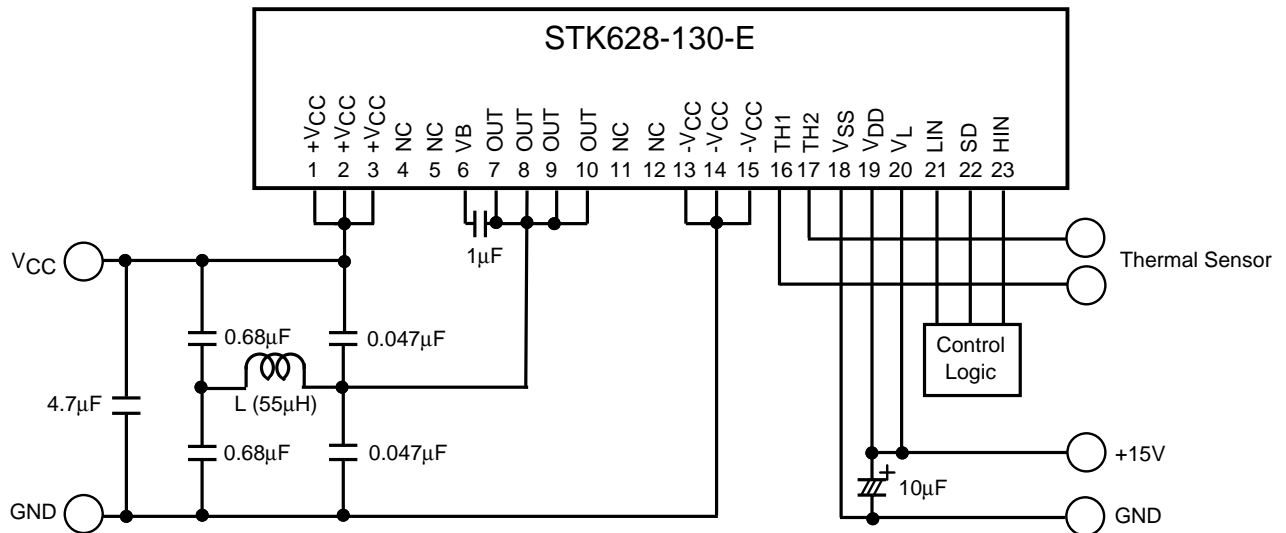 STK628-130-E
+VCC +VCC +VCC NC NC VB OUT OUT OUT OUT NC NC -VCC -VCC -VCC TH1 TH2 VSS VDD VL LIN SD HIN
1 2 3 4 5 6 7 8 9 10 11 12 13 14 15 16 17 18 19 20 21 22 23
VCC
1μF
Thermal Sensor
0.68μF
0.047μF
Control
Logic
4.7μF
L (55μH)
0.68μF
0.047μF
+15V
+
10μF
GND
GND